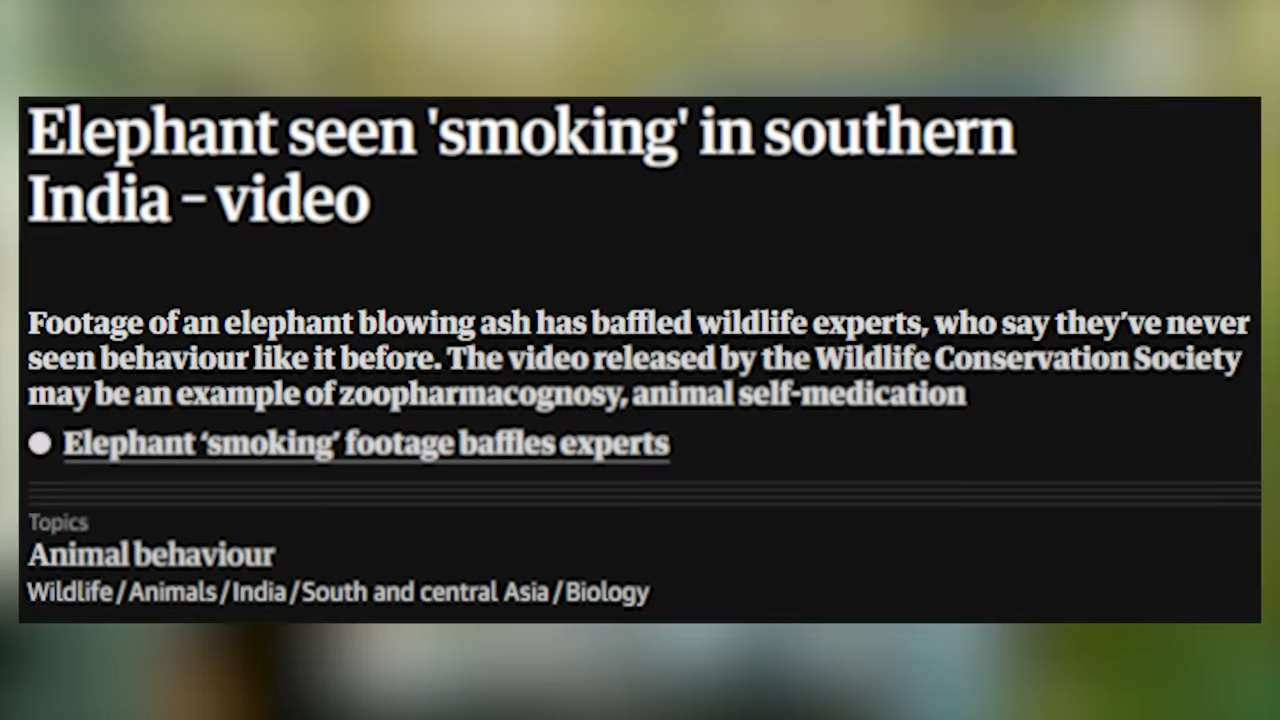 Elephant seen 'smoking' in southern
India – video
Footage of an elephant blowing ash has baffled wildlife experts, who say they’ve never
seen behaviour like it before. The video released by the Wildlife Conservation Society
may be an example of zoopharmacognosy, animal self-medication
Elephant ‘smoking’ footage baffles experts
Topics
Animal behaviour
Wildlife / Animals / India / South and central Asia / Biology